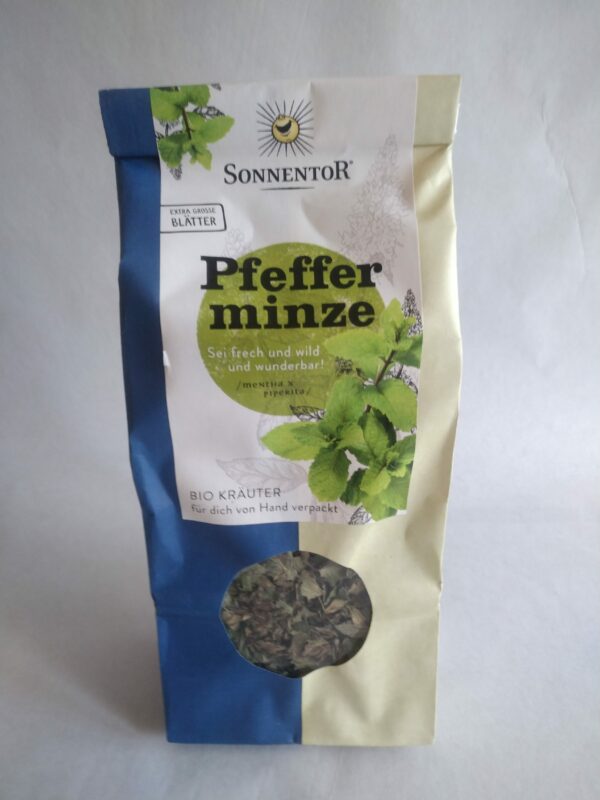 SONNENTOR®
EXTRA GROSSE
BLÄTTER
Pfeffer
minze
Sei frech und wild
und wunderbar!
/MENTHA X
PIPERITA/
BIO KRÄUTER
für dich von Hand verpackt